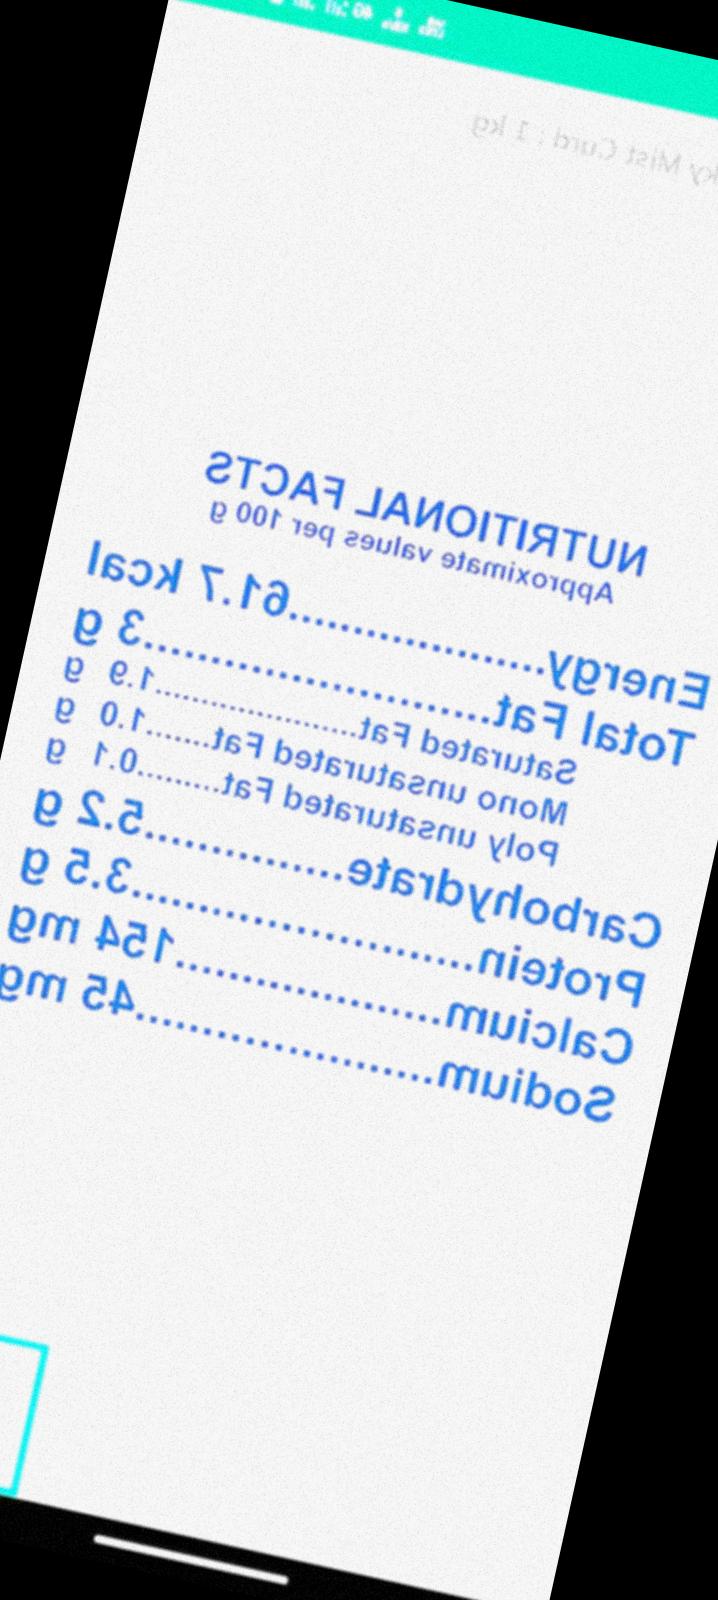 ky Mist Curd : 1 kg
NUTRITIONAL FACTS
Approximate values per 100 g
Energy...................61.7 kcal
Total Fat..........................3 g
Saturated Fat.....................1.9 g
Mono unsaturated Fat.......1.0 g
Poly unsaturated Fat.........0.1 g
Carbohydrate...............5.2 g
Protein..........................3.5 g
Calcium....................154 mg
Sodium......................45 mg